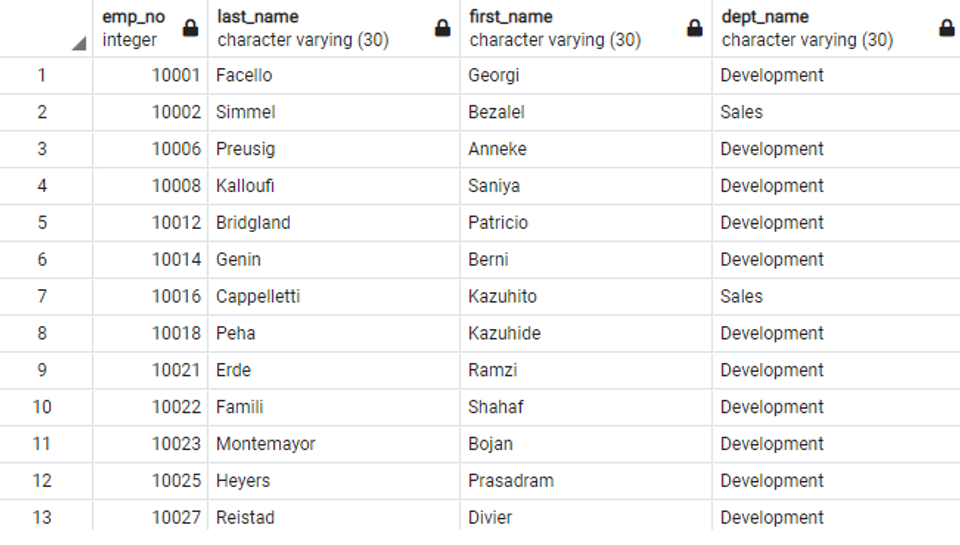 emp_no last_name first_name dept_name
integer character varying (30) character varying (30) character varying (30)
1 10001 Facello Georgi Development
2 10002 Simmel Bezalel Sales
3 10006 Preusig Anneke Development
4 10008 Kalloufi Saniya Development
5 10012 Bridgland Patricio Development
6 10014 Genin Berni Development
7 10016 Cappelletti Kazuhito Sales
8 10018 Peha Kazuhide Development
9 10021 Erde Ramzi Development
10 10022 Famili Shahaf Development
11 10023 Montemayor Bojan Development
12 10025 Heyers Prasadram Development
13 10027 Reistad Divier Development